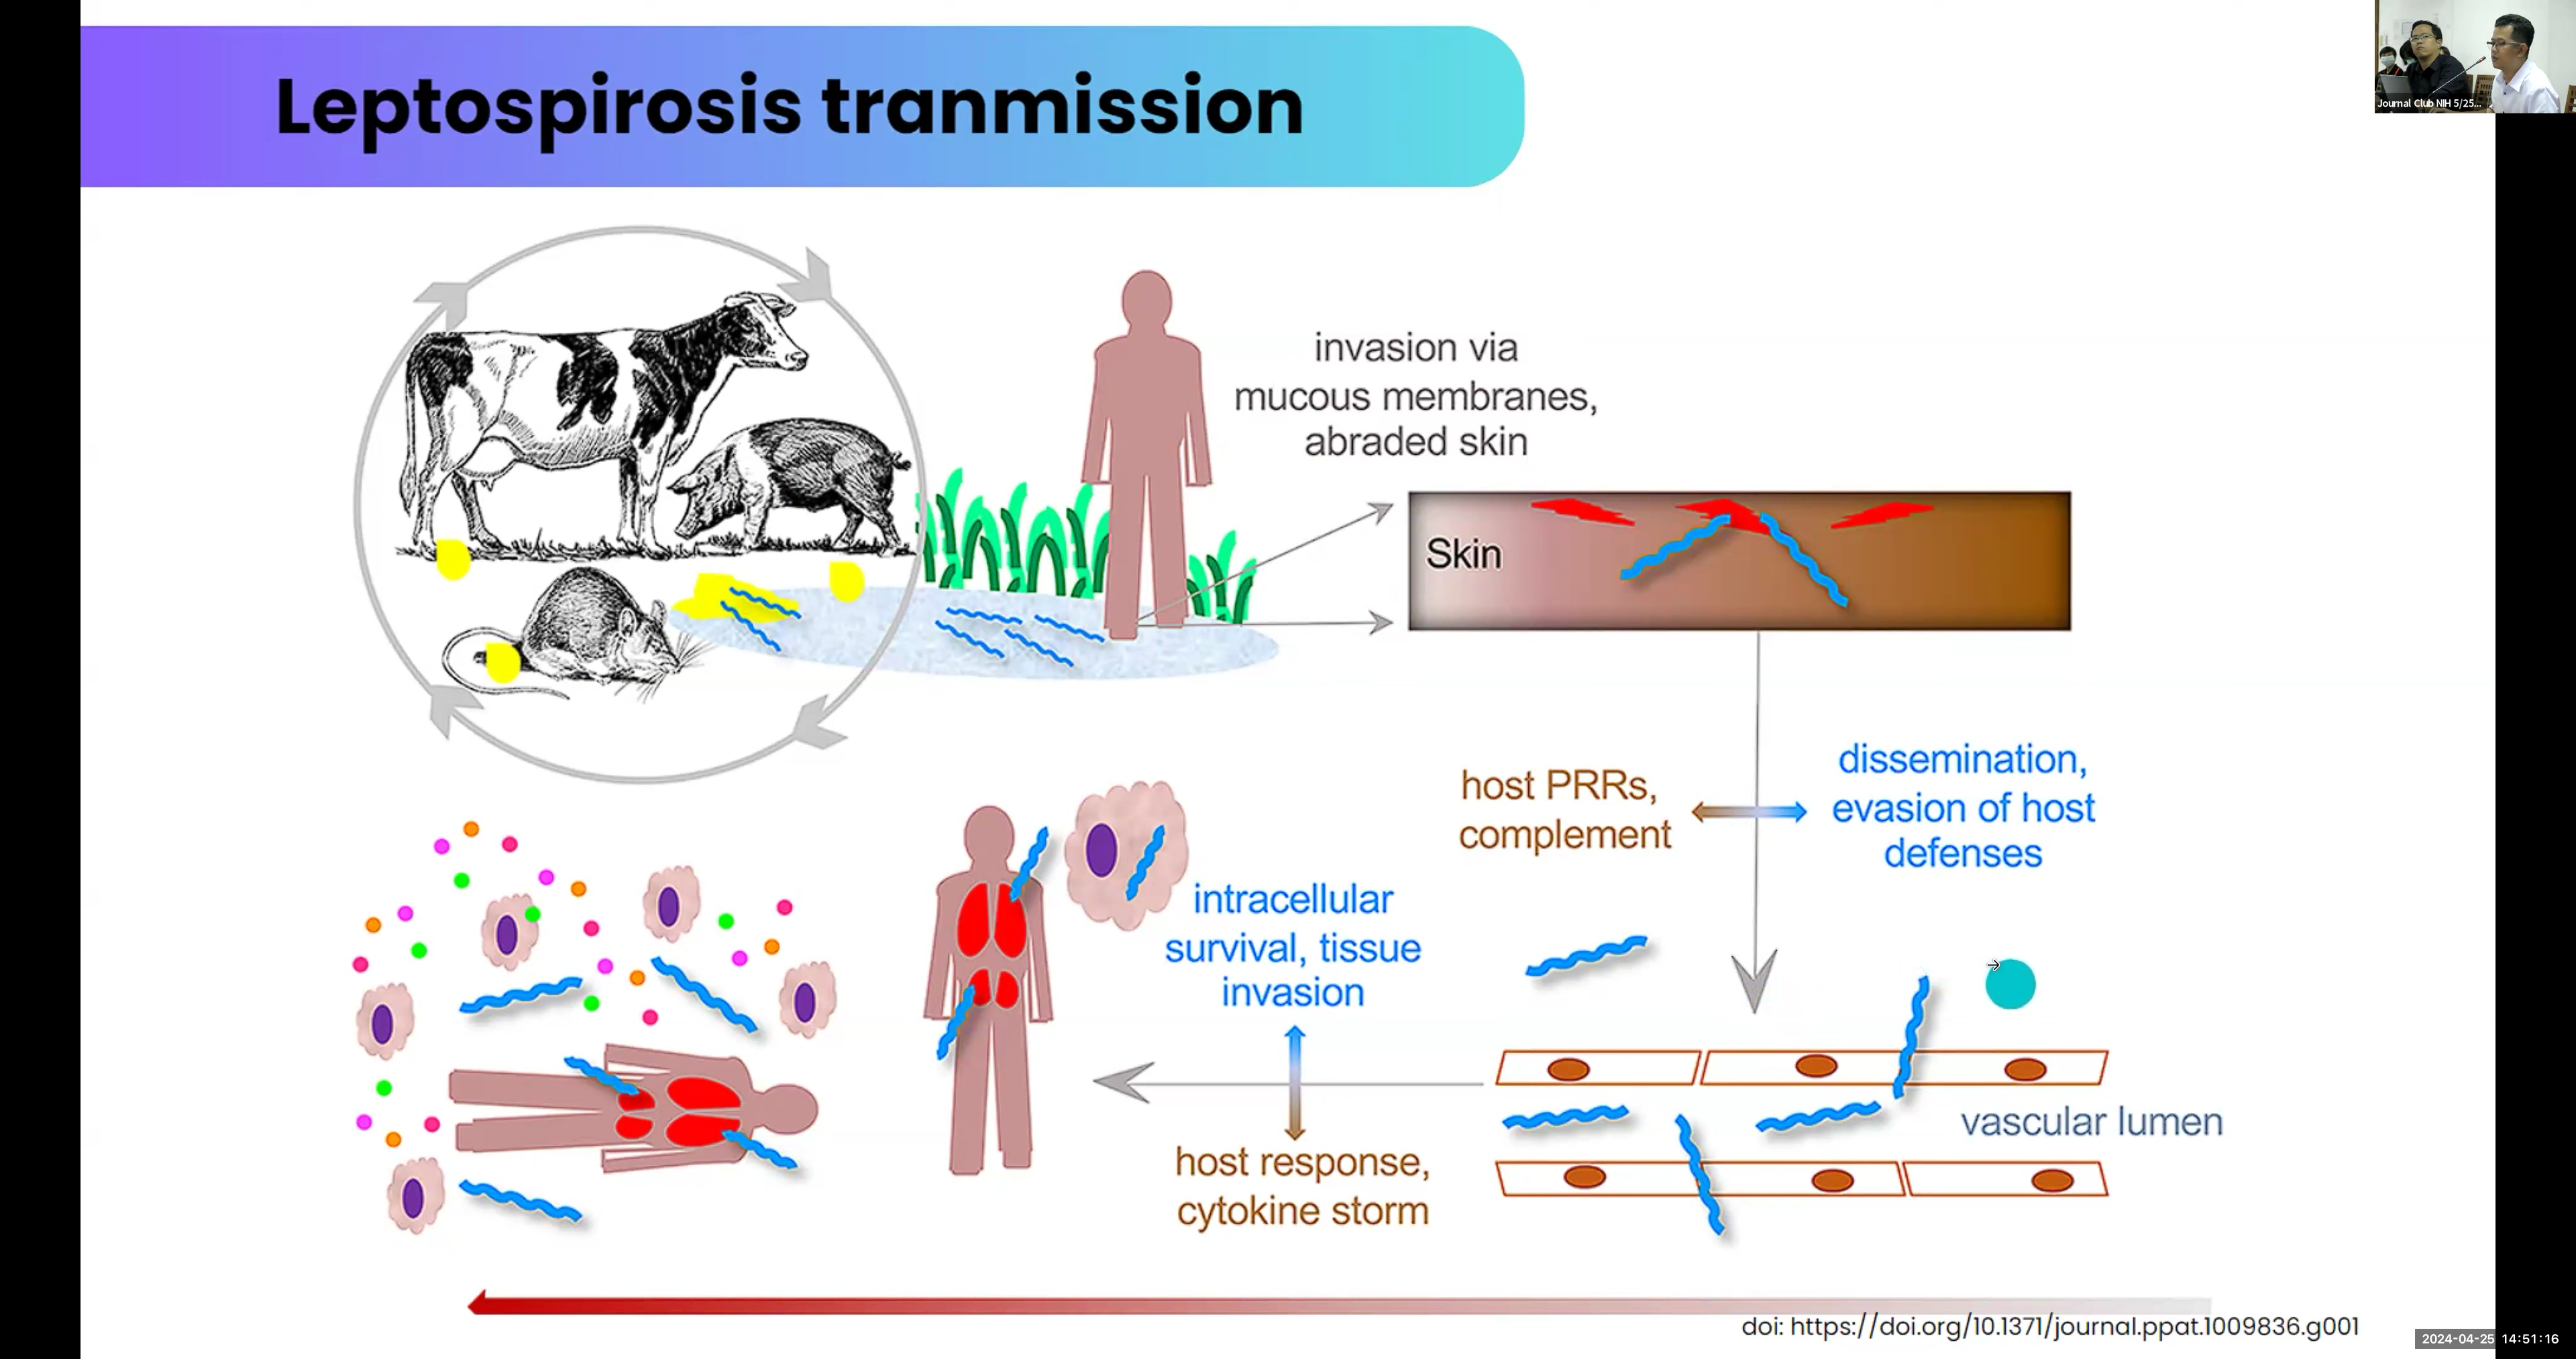 Leptospirosis tranmission
Journal Club NIH 5/25...
invasion via
mucous membranes,
abraded skin
Skin
host PRRs,
complement
dissemination,
evasion of host
defenses
intracellular
survival, tissue
invasion
host response,
cytokine storm
vascular lumen
doi: https://doi.org/10.1371/journal.ppat.1009836.g001
2024-04-25 14:51:16